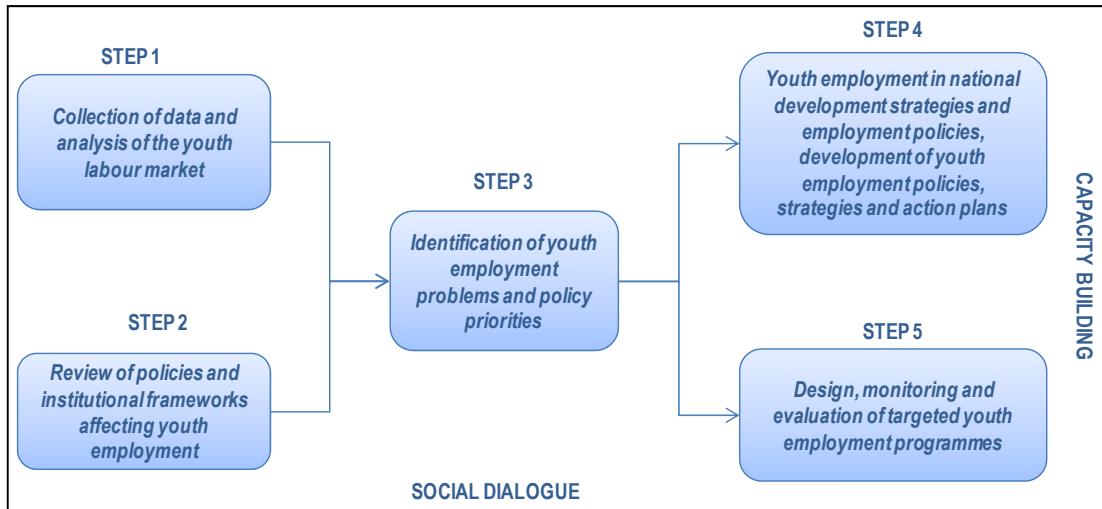 STEP 1
Collection of data and
analysis of the youth
labour market
STEP 2
Review of policies and
institutional frameworks
affecting youth
employment
STEP 3
Identification of youth
employment
problems and policy
priorities
STEP 4
Youth employment in national
development strategies and
employment policies,
development of youth
employment policies,
strategies and action plans
STEP 5
Design, monitoring and
evaluation of targeted youth
employment programmes
CAPACITY BUILDING
SOCIAL DIALOGUE